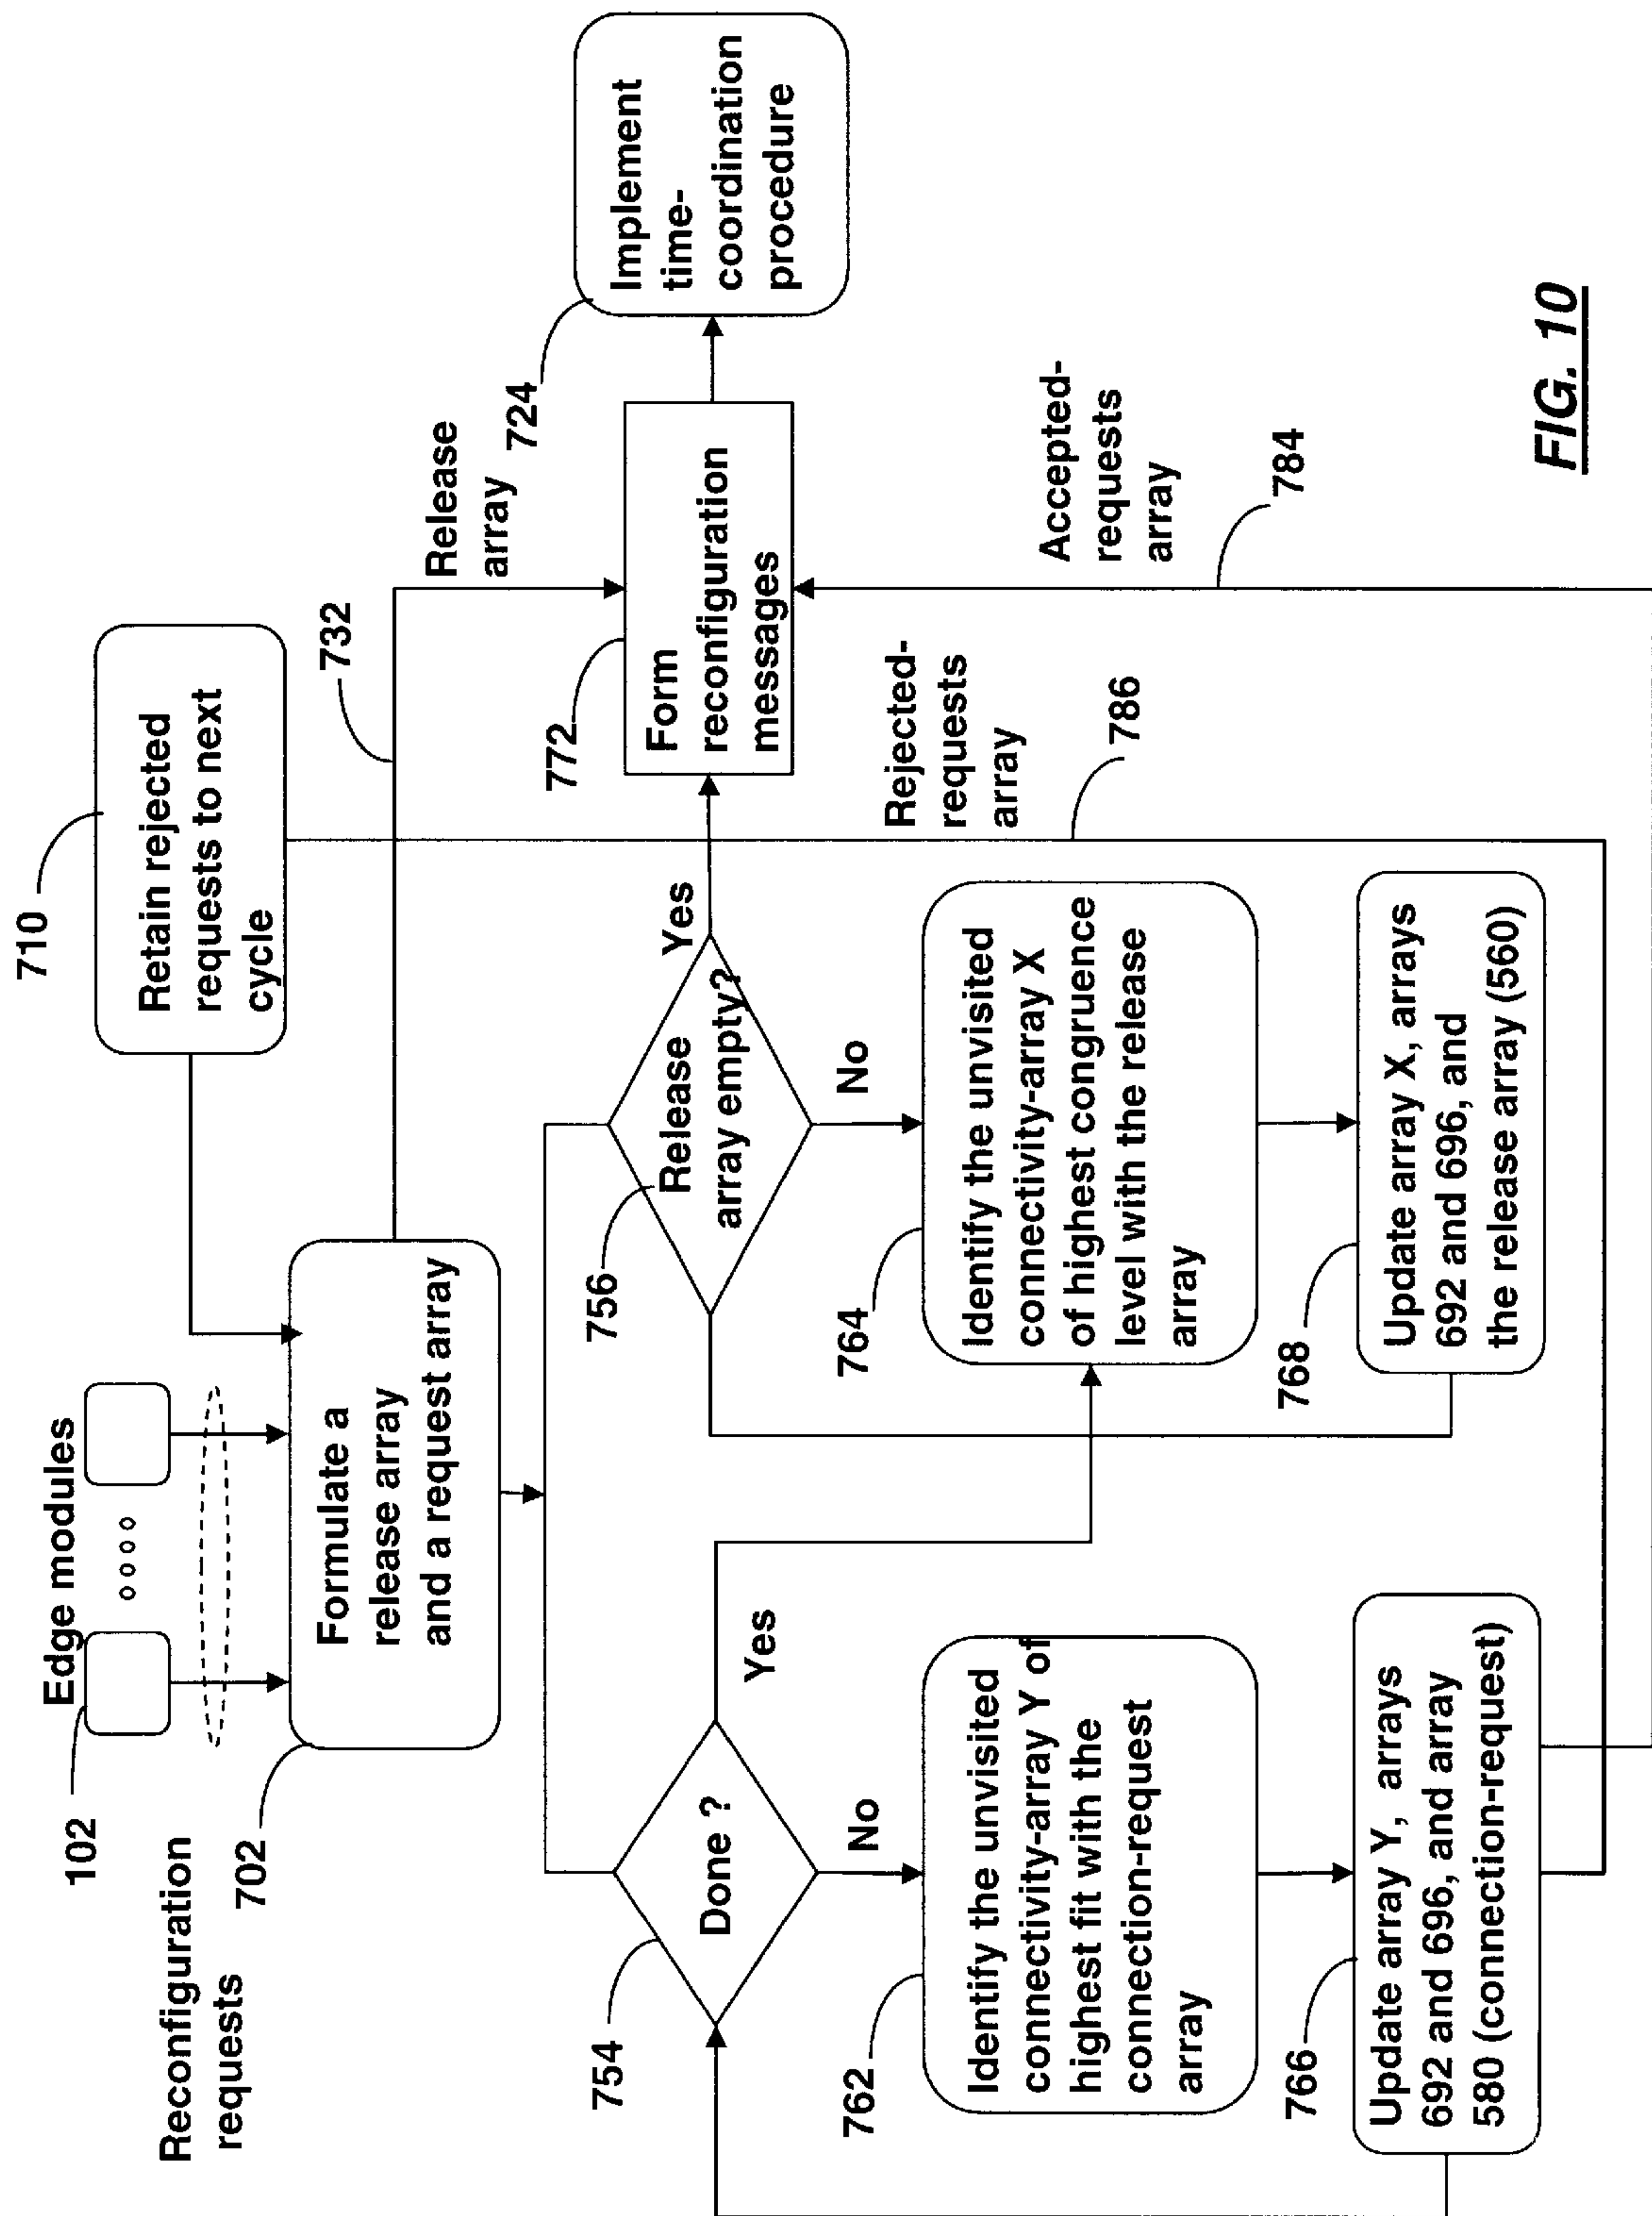 Edge modules
102
Reconfiguration
requests
702
Formulate a
release array
and a request array
710
Retain rejected
requests to next
cycle
732
Release
array
754
Done ?
Yes
No
756
Release
array empty?
Yes
No
772
Form
reconfiguration
messages
724
Implement
time-
coordination
procedure
762
Identify the unvisited
connectivity-array Y of
highest fit with the
connection-request
array
764
Identify the unvisited
connectivity-array X
of highest congruence
level with the release
array
Rejected-
requests
array
786
Accepted-
requests
array
784
766
Update array Y, arrays
692 and 696, and array
580 (connection-request)
768
Update array X, arrays
692 and 696, and
the release array (560)
FIG. 10